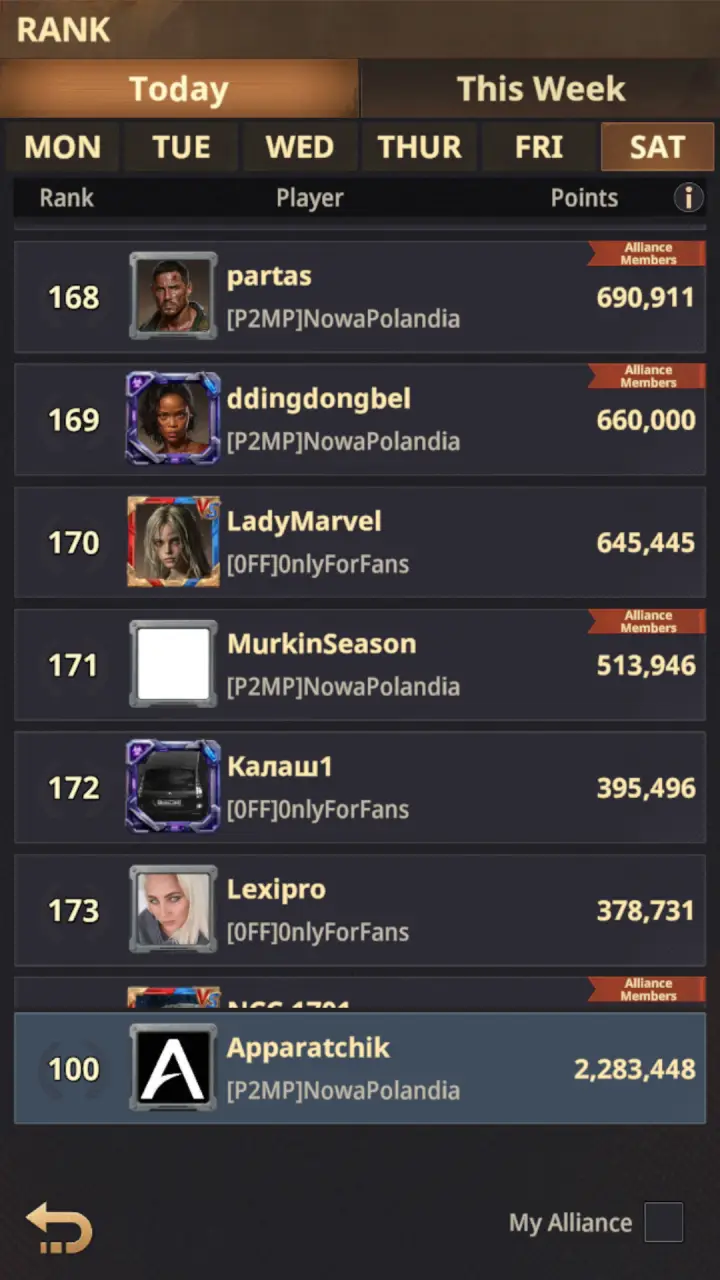 RANK
Today This Week
MON TUE WED THUR FRI SAT
Rank Player Points i
Alliance Members
168 partas 690,911
[P2MP]NowaPolandia
Alliance Members
169 ddingdongbel 660,000
[P2MP]NowaPolandia
170 LadyMarvel 645,445
[0FF]0nlyForFans
Alliance Members
171 MurkinSeason 513,946
[P2MP]NowaPolandia
172 Калаш1 395,496
[0FF]0nlyForFans
173 Lexipro 378,731
[0FF]0nlyForFans
Alliance Members
100 Apparatchik 2,283,448
[P2MP]NowaPolandia
My Alliance